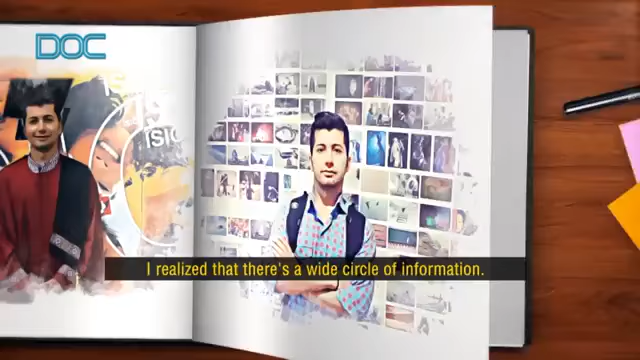 DOC
I realized that there's a wide circle of information.